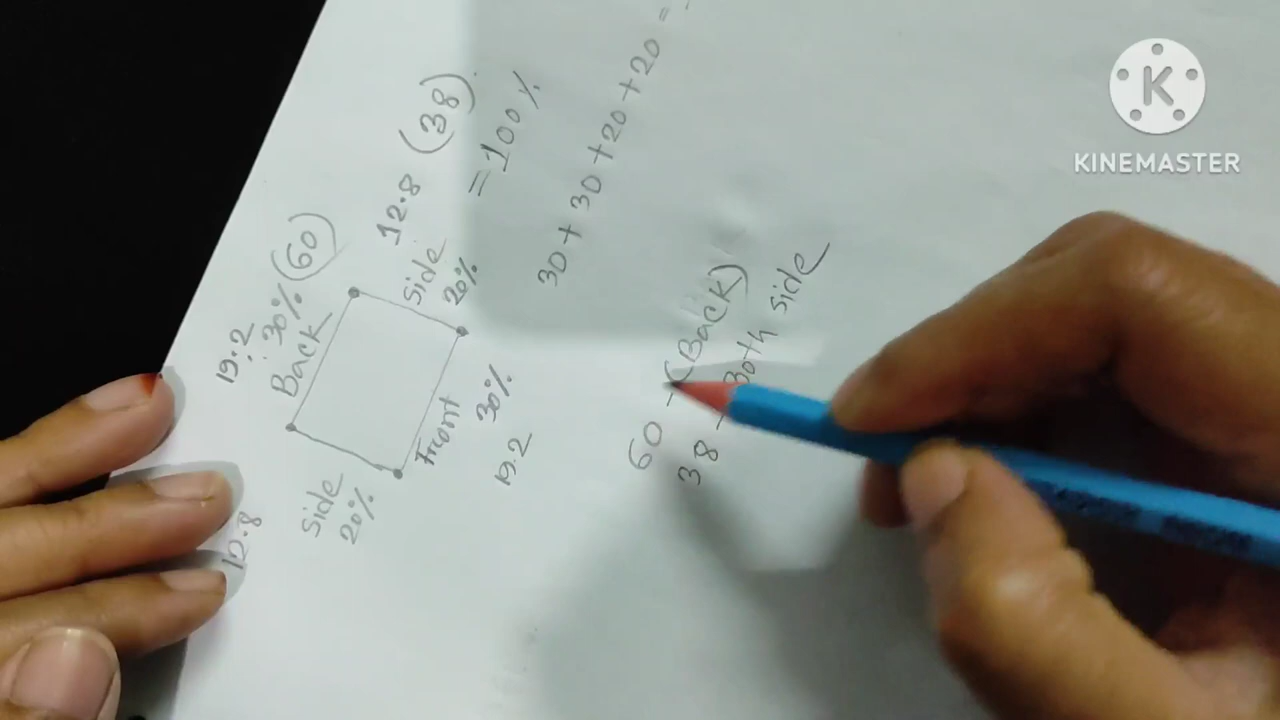 19.2
30% (60)
Back
12.8 (38)
Side
20%
= 100%
Side
20%
12.8
Front
30%
19.2
30 + 30 + 20 + 20 =
60 - (Back)
38 - Both side
KINEMASTER